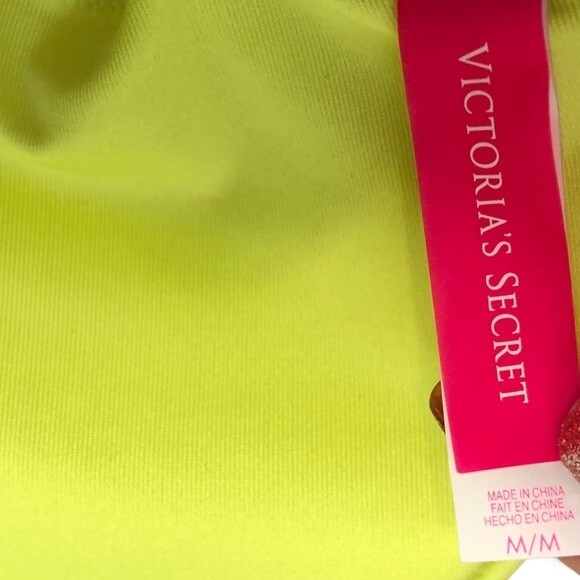 VICTORIA'S SECRET
MADE IN CHINA
FAIT EN CHINE
HECHO EN CHINA
M/M